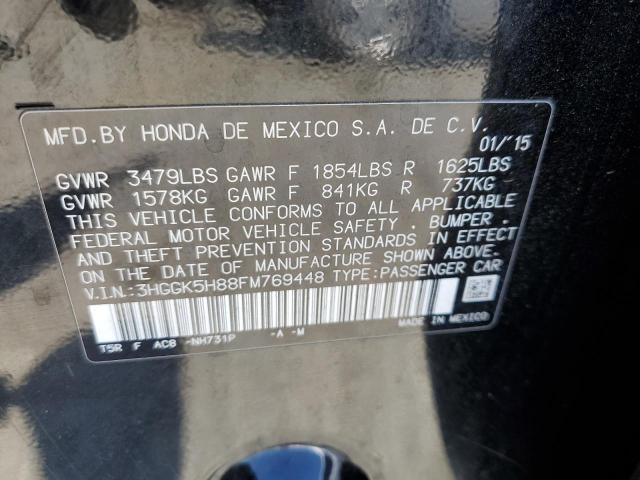 MFD.BY HONDA DE MEXICO S.A. DE C.V.
01/'15
GVWR 3479LBS GAWR F 1854LBS R 1625LBS
GVWR 1578KG GAWR F 841KG R 737KG
THIS VEHICLE CONFORMS TO ALL APPLICABLE
FEDERAL MOTOR VEHICLE SAFETY . BUMPER .
AND THEFT PREVENTION STANDARDS IN EFFECT
ON THE DATE OF MANUFACTURE SHOWN ABOVE.
V.I.N.:3HGGK5H88FM769448 TYPE:PASSENGER CAR
T5R F AC8 -NH731P -A -M
MADE IN MEXICO